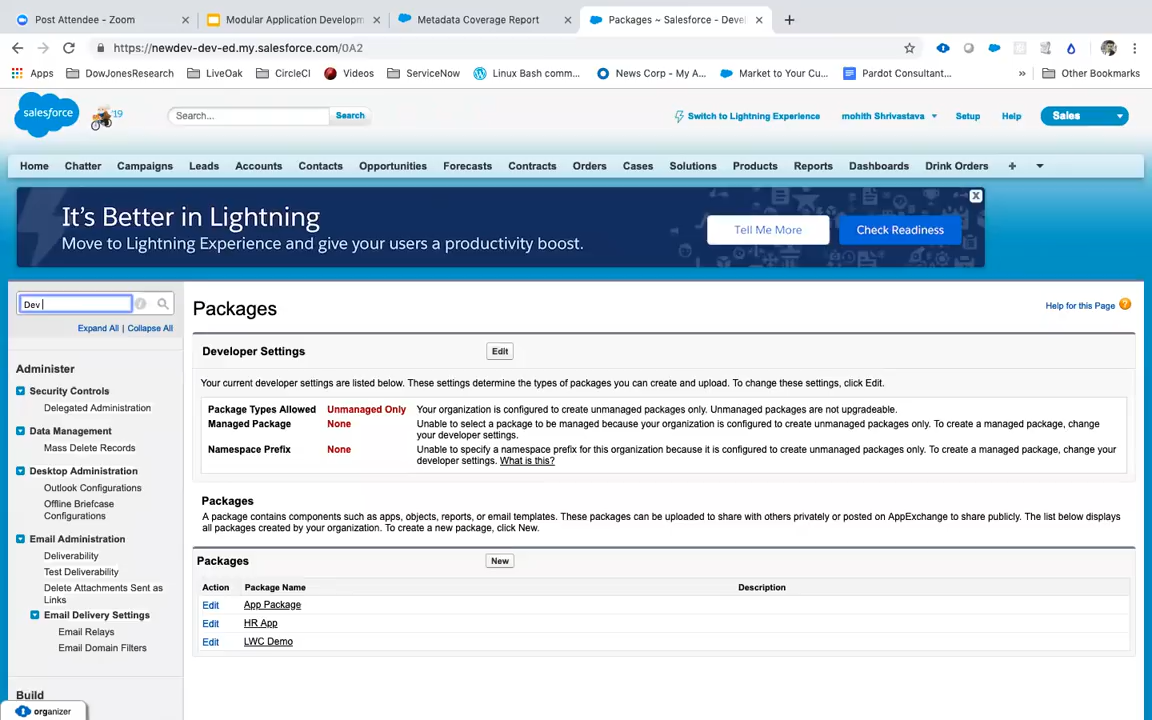 Post Attendee - Zoom
Modular Application Developm
Metadata Coverage Report
Packages ~ Salesforce - Devel
https://newdev-dev-ed.my.salesforce.com/0A2
Apps
DowJonesResearch
LiveOak
CircleCI
Videos
ServiceNow
Linux Bash comm...
News Corp - My A...
Market to Your Cu...
Pardot Consultant...
»
Other Bookmarks
salesforce
'19
Search...
Search
Switch to Lightning Experience
mohith Shrivastava
Setup
Help
Sales
Home
Chatter
Campaigns
Leads
Accounts
Contacts
Opportunities
Forecasts
Contracts
Orders
Cases
Solutions
Products
Reports
Dashboards
Drink Orders
+
It's Better in Lightning
Move to Lightning Experience and give your users a productivity boost.
Tell Me More
Check Readiness
X
Dev
Expand All | Collapse All
Administer
Security Controls
Delegated Administration
Data Management
Mass Delete Records
Desktop Administration
Outlook Configurations
Offline Briefcase
Configurations
Email Administration
Deliverability
Test Deliverability
Delete Attachments Sent as
Links
Email Delivery Settings
Email Relays
Email Domain Filters
Build
organizer
Packages
Help for this Page ?
Developer Settings
Edit
Your current developer settings are listed below. These settings determine the types of packages you can create and upload. To change these settings, click Edit.
Package Types Allowed Unmanaged Only Your organization is configured to create unmanaged packages only. Unmanaged packages are not upgradeable.
Managed Package None Unable to select a package to be managed because your organization is configured to create unmanaged packages only. To create a managed package, change
your developer settings.
Namespace Prefix None Unable to specify a namespace prefix for this organization because it is configured to create unmanaged packages only. To create a managed package, change your
developer settings. What is this?
Packages
A package contains components such as apps, objects, reports, or email templates. These packages can be uploaded to share with others privately or posted on AppExchange to share publicly. The list below displays
all packages created by your organization. To create a new package, click New.
Packages
New
Action Package Name Description
Edit App Package
Edit HR App
Edit LWC Demo